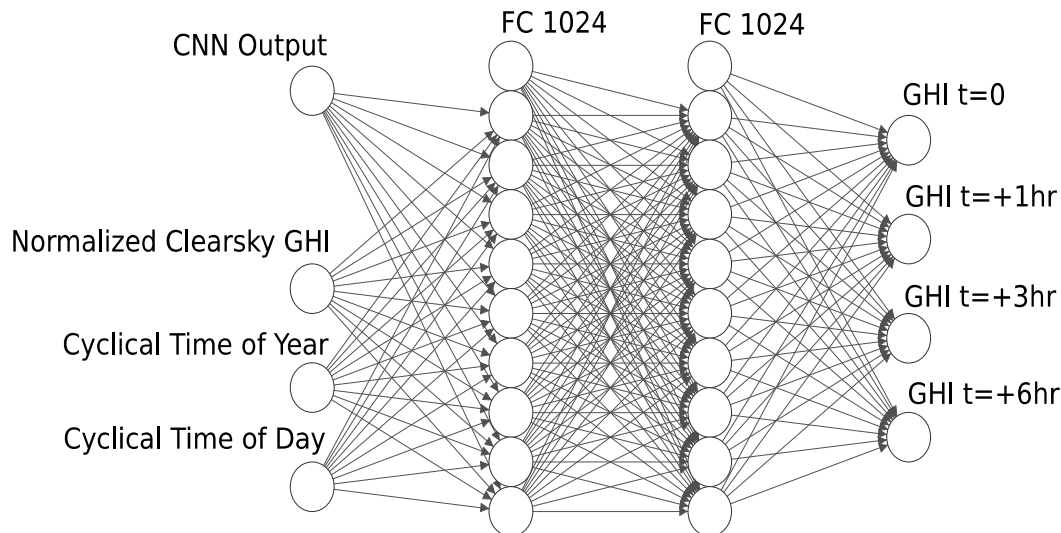 FC 1024
FC 1024
CNN Output
GHI t=0
GHI t=+1hr
Normalized Clearsky GHI
GHI t=+3hr
Cyclical Time of Year
GHI t=+6hr
Cyclical Time of Day